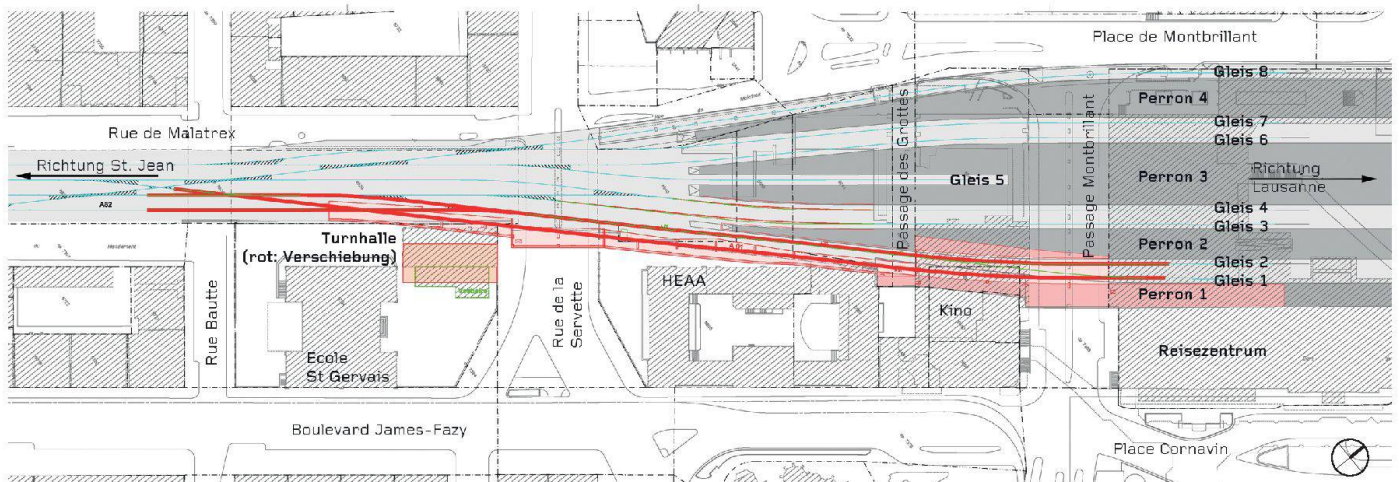 Place de Montbrillant
Gleis 8
Perron 4
Gleis 7
Gleis 6
Rue de Malatrex
Richtung St. Jean
Passage des Grottes
Passage Montbrillant
Gleis 5
Perron 3
Richtung
Lausanne
Gleis 4
Gleis 3
Turnhalle
(rot: Verschiebung)
Perron 2
Gleis 2
Gleis 1
Perron 1
HEAA
Kino
Rue Bautte
Rue de la
Servette
Ecole
St Gervais
Reisezentrum
Boulevard James-Fazy
Place Cornavin